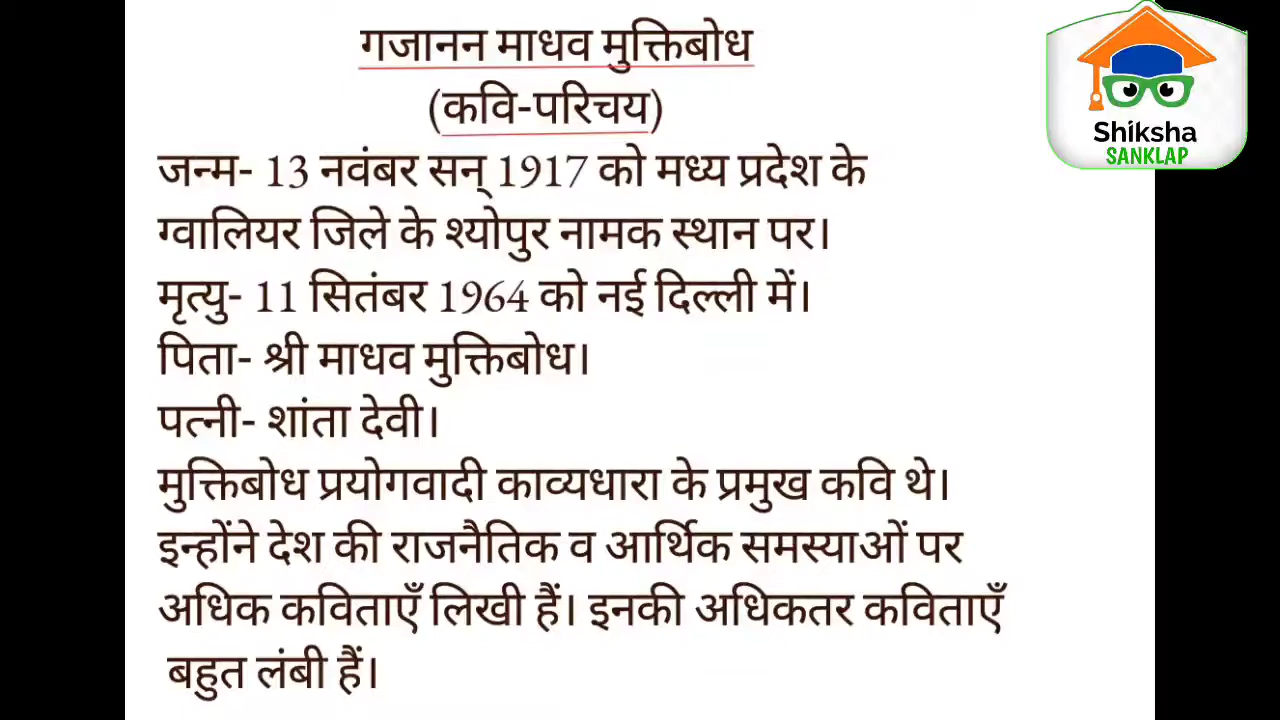 गजानन माधव मुक्तिबोध
(कवि-परिचय)
जन्म- 13 नवंबर सन् 1917 को मध्य प्रदेश के
ग्वालियर जिले के श्योपुर नामक स्थान पर।
मृत्यु- 11 सितंबर 1964 को नई दिल्ली में।
पिता- श्री माधव मुक्तिबोध।
पत्नी- शांता देवी।
मुक्तिबोध प्रयोगवादी काव्यधारा के प्रमुख कवि थे।
इन्होंने देश की राजनैतिक व आर्थिक समस्याओं पर
अधिक कविताएँ लिखी हैं। इनकी अधिकतर कविताएँ
बहुत लंबी हैं।
Shiksha
SANKLAP